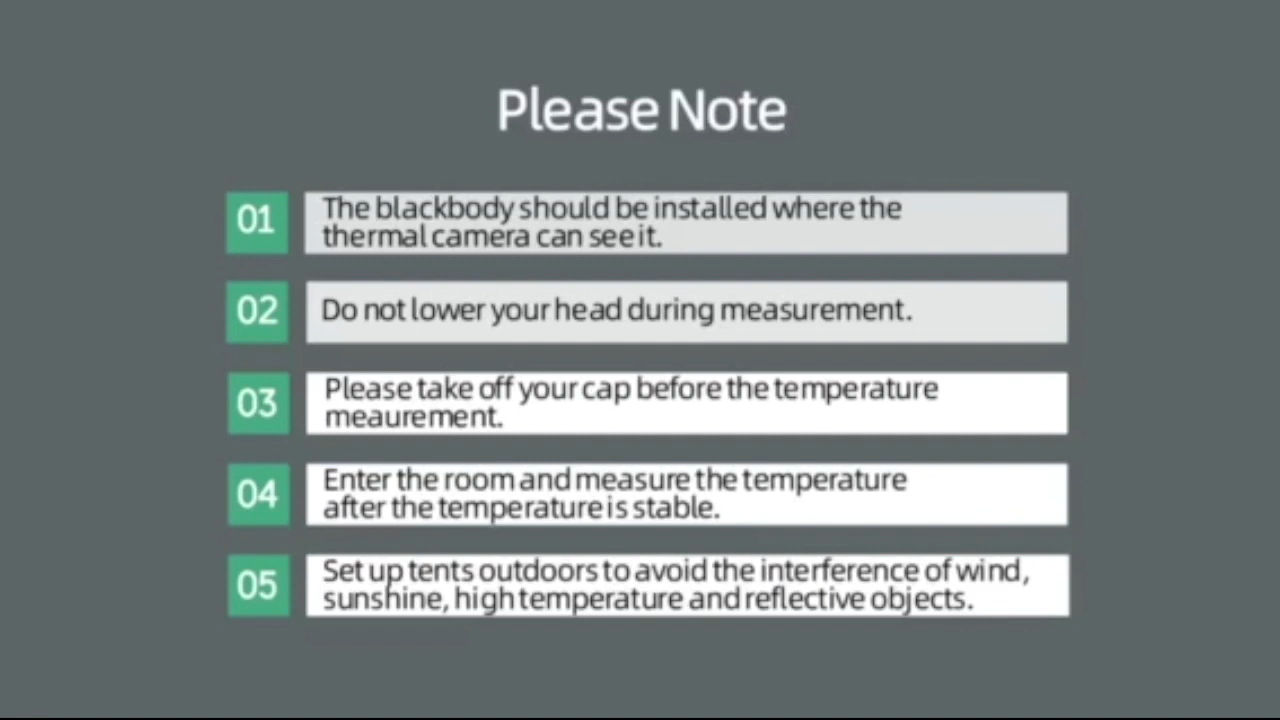 Please Note
01
The blackbody should be installed where the
thermal camera can see it.
02
Do not lower your head during measurement.
03
Please take off your cap before the temperature
meaurement.
04
Enter the room and measure the temperature
after the temperature is stable.
05
Set up tents outdoors to avoid the interference of wind,
sunshine, high temperature and reflective objects.